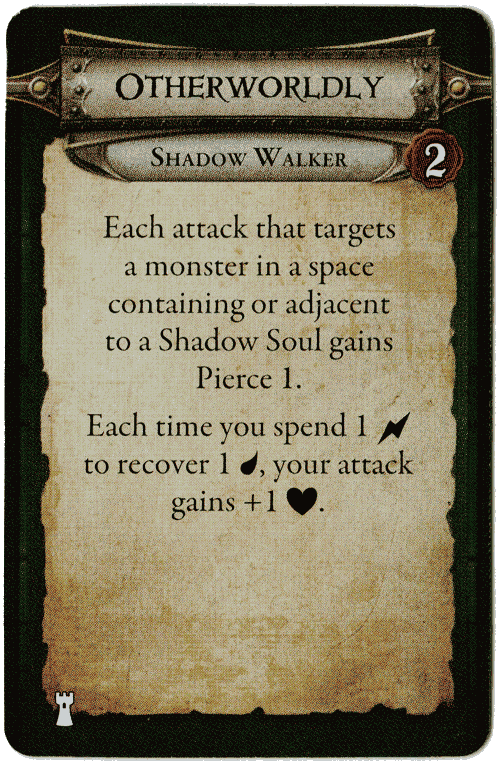 Otherworldly
Shadow Walker
2
Each attack that targets
a monster in a space
containing or adjacent
to a Shadow Soul gains
Pierce 1.
Each time you spend 1
to recover 1 , your attack
gains +1 .